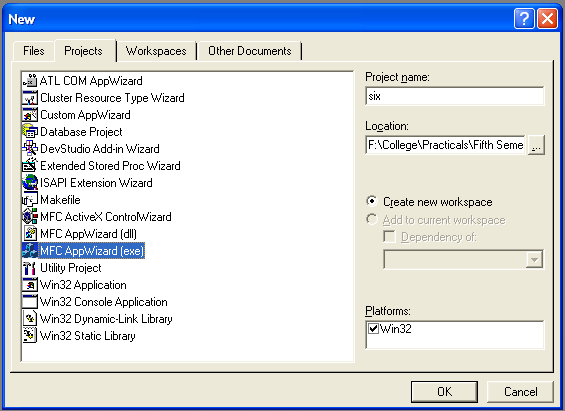 New
Files Projects Workspaces Other Documents
ATL COM AppWizard
Cluster Resource Type Wizard
Custom AppWizard
Database Project
DevStudio Add-in Wizard
Extended Stored Proc Wizard
ISAPI Extension Wizard
Makefile
MFC ActiveX ControlWizard
MFC AppWizard (dll)
MFC AppWizard (exe)
Utility Project
Win32 Application
Win32 Console Application
Win32 Dynamic-Link Library
Win32 Static Library
Project name:
six
Location:
F:\College\Practicals\Fifth Seme ...
Create new workspace
Add to current workspace
Dependency of:
Platforms:
Win32
OK Cancel